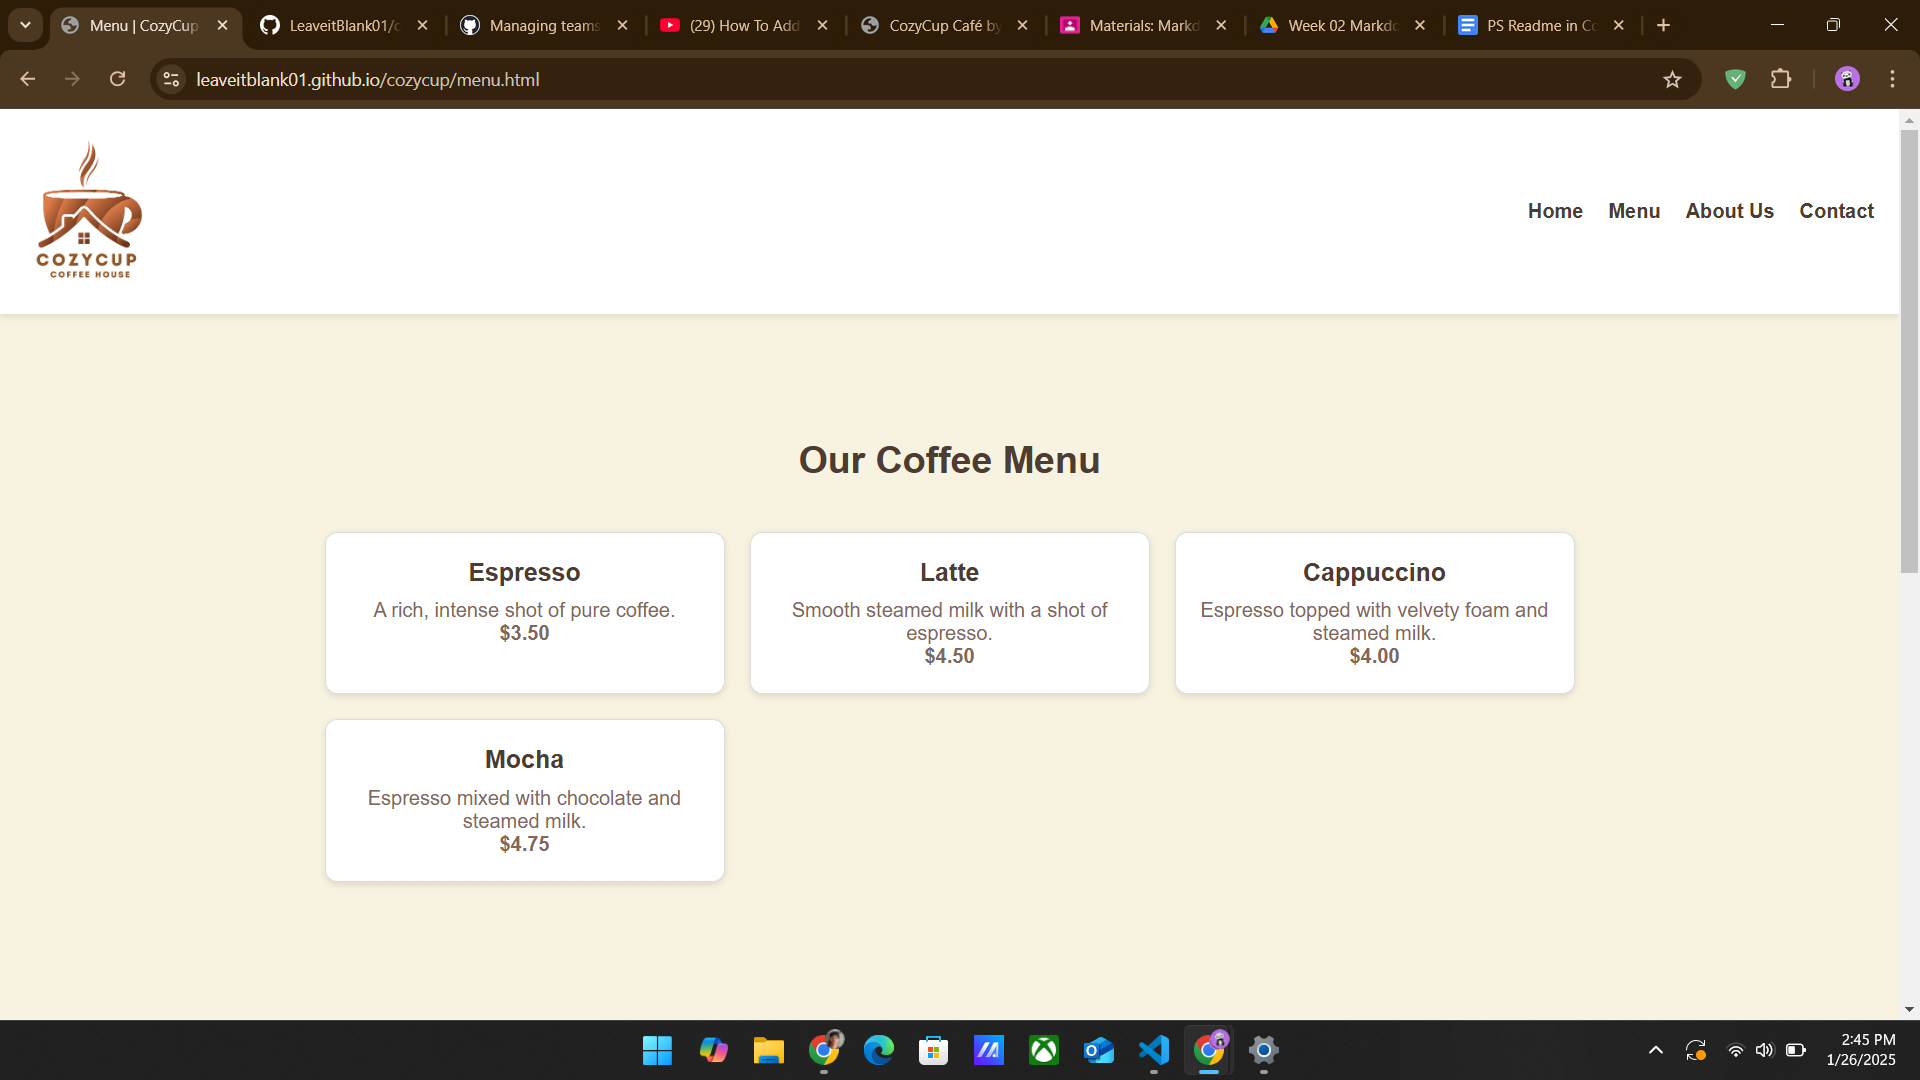 Menu | CozyCup
LeaveitBlank01/c
Managing teams
(29) How To Add
CozyCup Café by
Materials: Markd
Week 02 Markdo
PS Readme in Co
leaveitblank01.github.io/cozycup/menu.html
COZYCUP
COFFEE HOUSE
Home
Menu
About Us
Contact
Our Coffee Menu
Espresso
A rich, intense shot of pure coffee.
$3.50
Latte
Smooth steamed milk with a shot of
espresso.
$4.50
Cappuccino
Espresso topped with velvety foam and
steamed milk.
$4.00
Mocha
Espresso mixed with chocolate and
steamed milk.
$4.75
2:45 PM
1/26/2025